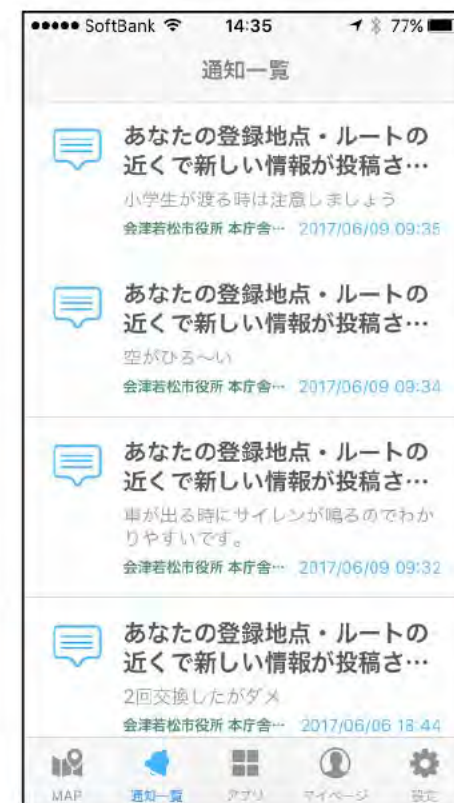 SoftBank 14:35 77%
通知一覧
あなたの登録地点・ルートの
近くで新しい情報が投稿さ…
小学生が渡る時は注意しましょう
会津若松市役所 本庁舎… 2017/06/09 09:35
あなたの登録地点・ルートの
近くで新しい情報が投稿さ…
空がひろ〜い
会津若松市役所 本庁舎… 2017/06/09 09:34
あなたの登録地点・ルートの
近くで新しい情報が投稿さ…
車が出る時にサイレンが鳴るのでわか
りやすいです。
会津若松市役所 本庁舎… 2017/06/09 09:32
あなたの登録地点・ルートの
近くで新しい情報が投稿さ…
2回交換したがダメ
会津若松市役所 本庁舎… 2017/06/06 18:44
MAP 通知一覧 アプリ マイページ 設定